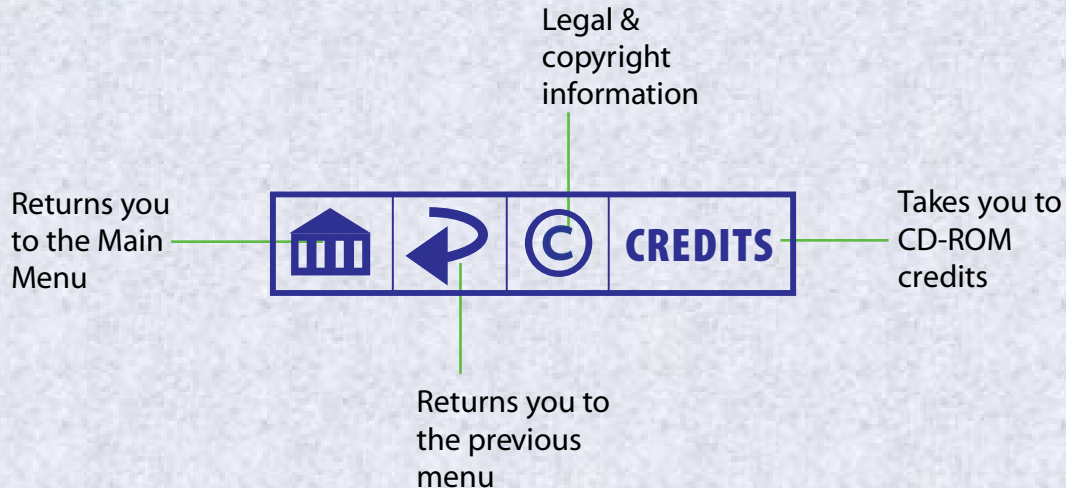 Legal &
copyright
information
Returns you
to the Main
Menu
©
CREDITS
Takes you to
CD-ROM
credits
Returns you to
the previous
menu